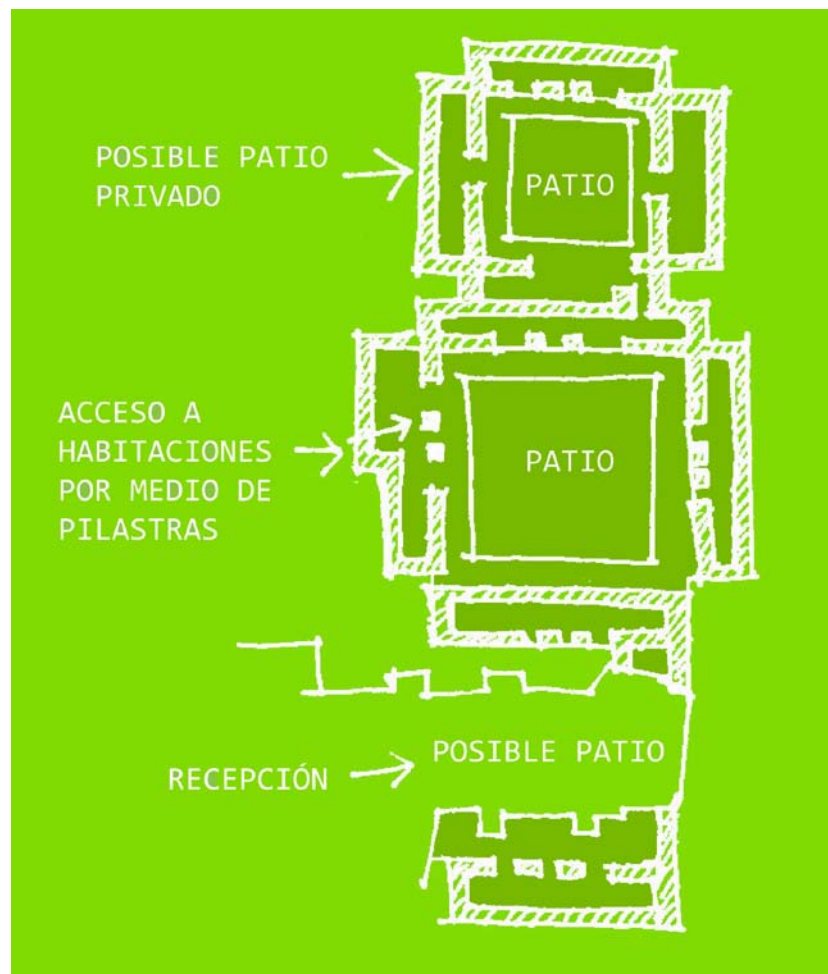 POSIBLE PATIO
PRIVADO
PATIO
ACCESO A
HABITACIONES
POR MEDIO DE
PILASTRAS
PATIO
POSIBLE PATIO
RECEPCIÓN